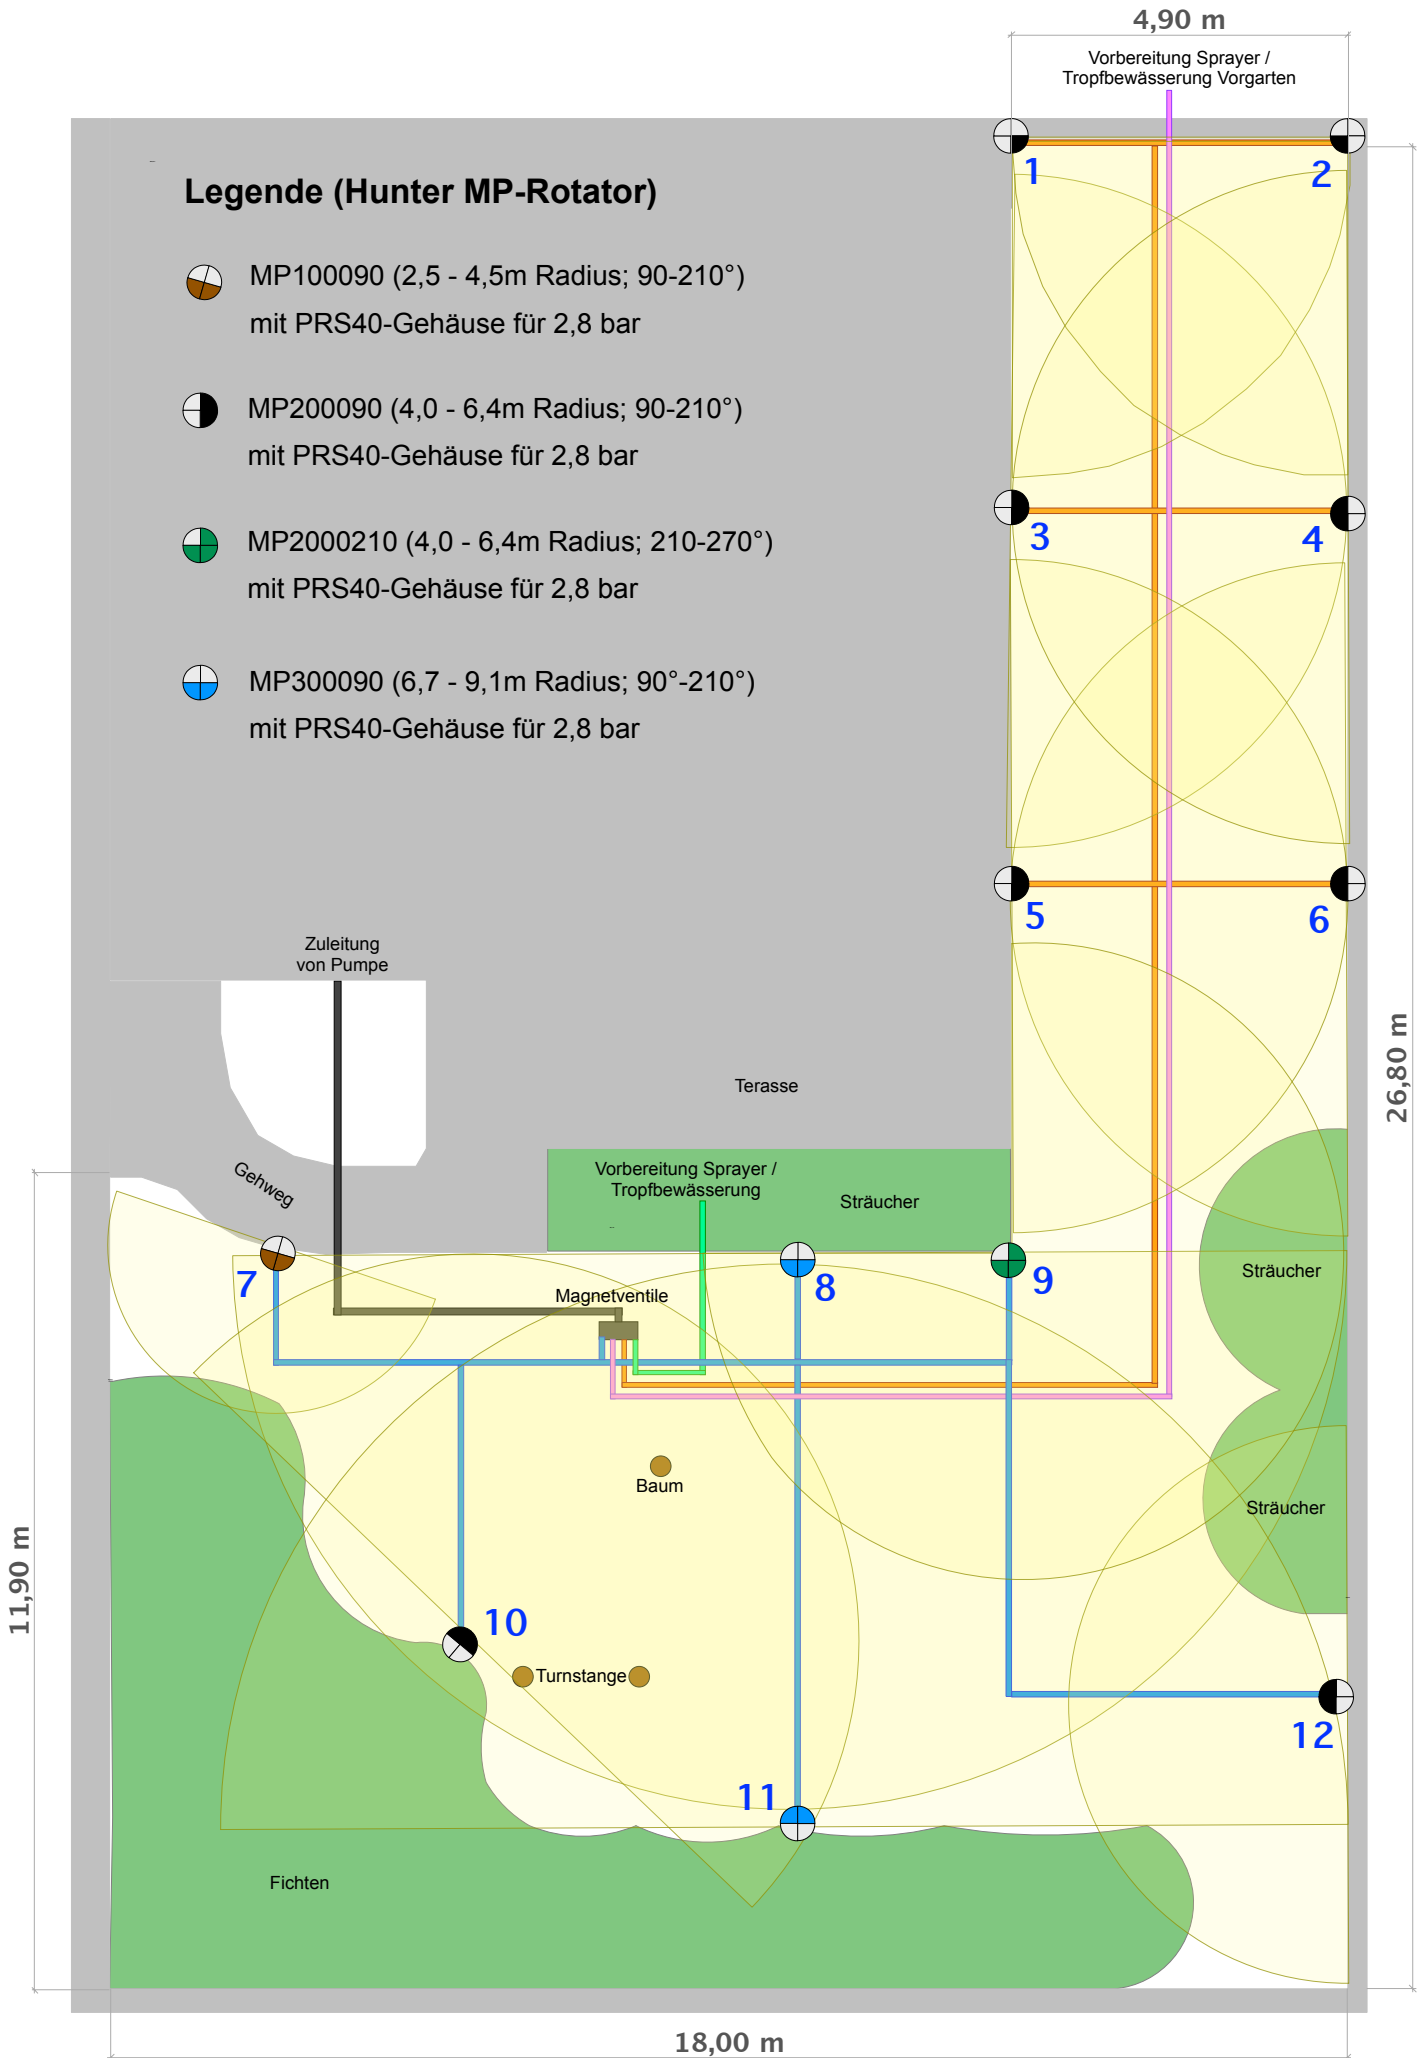 4,90 m
Vorbereitung Sprayer /
Tropfbewässerung Vorgarten
1
2
Legende (Hunter MP-Rotator)
MP100090 (2,5 - 4,5m Radius; 90-210°)
mit PRS40-Gehäuse für 2,8 bar
MP200090 (4,0 - 6,4m Radius; 90-210°)
mit PRS40-Gehäuse für 2,8 bar
MP2000210 (4,0 - 6,4m Radius; 210-270°)
mit PRS40-Gehäuse für 2,8 bar
MP300090 (6,7 - 9,1m Radius; 90°-210°)
mit PRS40-Gehäuse für 2,8 bar
3
4
5
6
Zuleitung
von Pumpe
26,80 m
Terasse
Gehweg
Vorbereitung Sprayer /
Tropfbewässerung
Sträucher
Sträucher
7
Magnetventile
8
9
Baum
Sträucher
11,90 m
10
Turnstange
12
11
Fichten
18,00 m